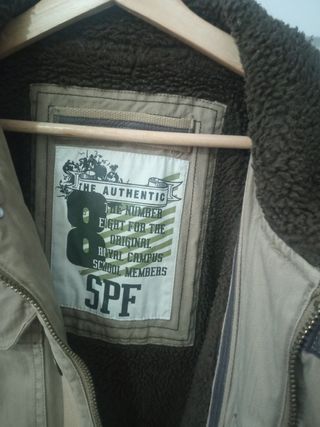 THE AUTHENTIC
8
THE NUMBER
EIGHT FOR THE
ORIGINAL
ROYAL CAMPUS
SCHOOL MEMBERS
SPF